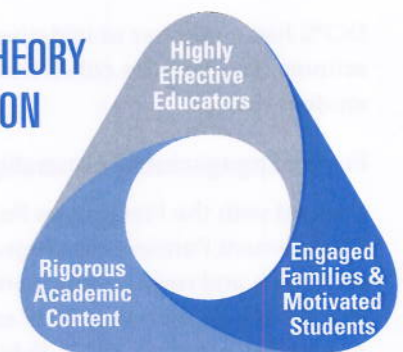 HEORY
ON
Highly
Effective
Educators
Rigorous
Academic
Content
Engaged
Families &
Motivated
Students